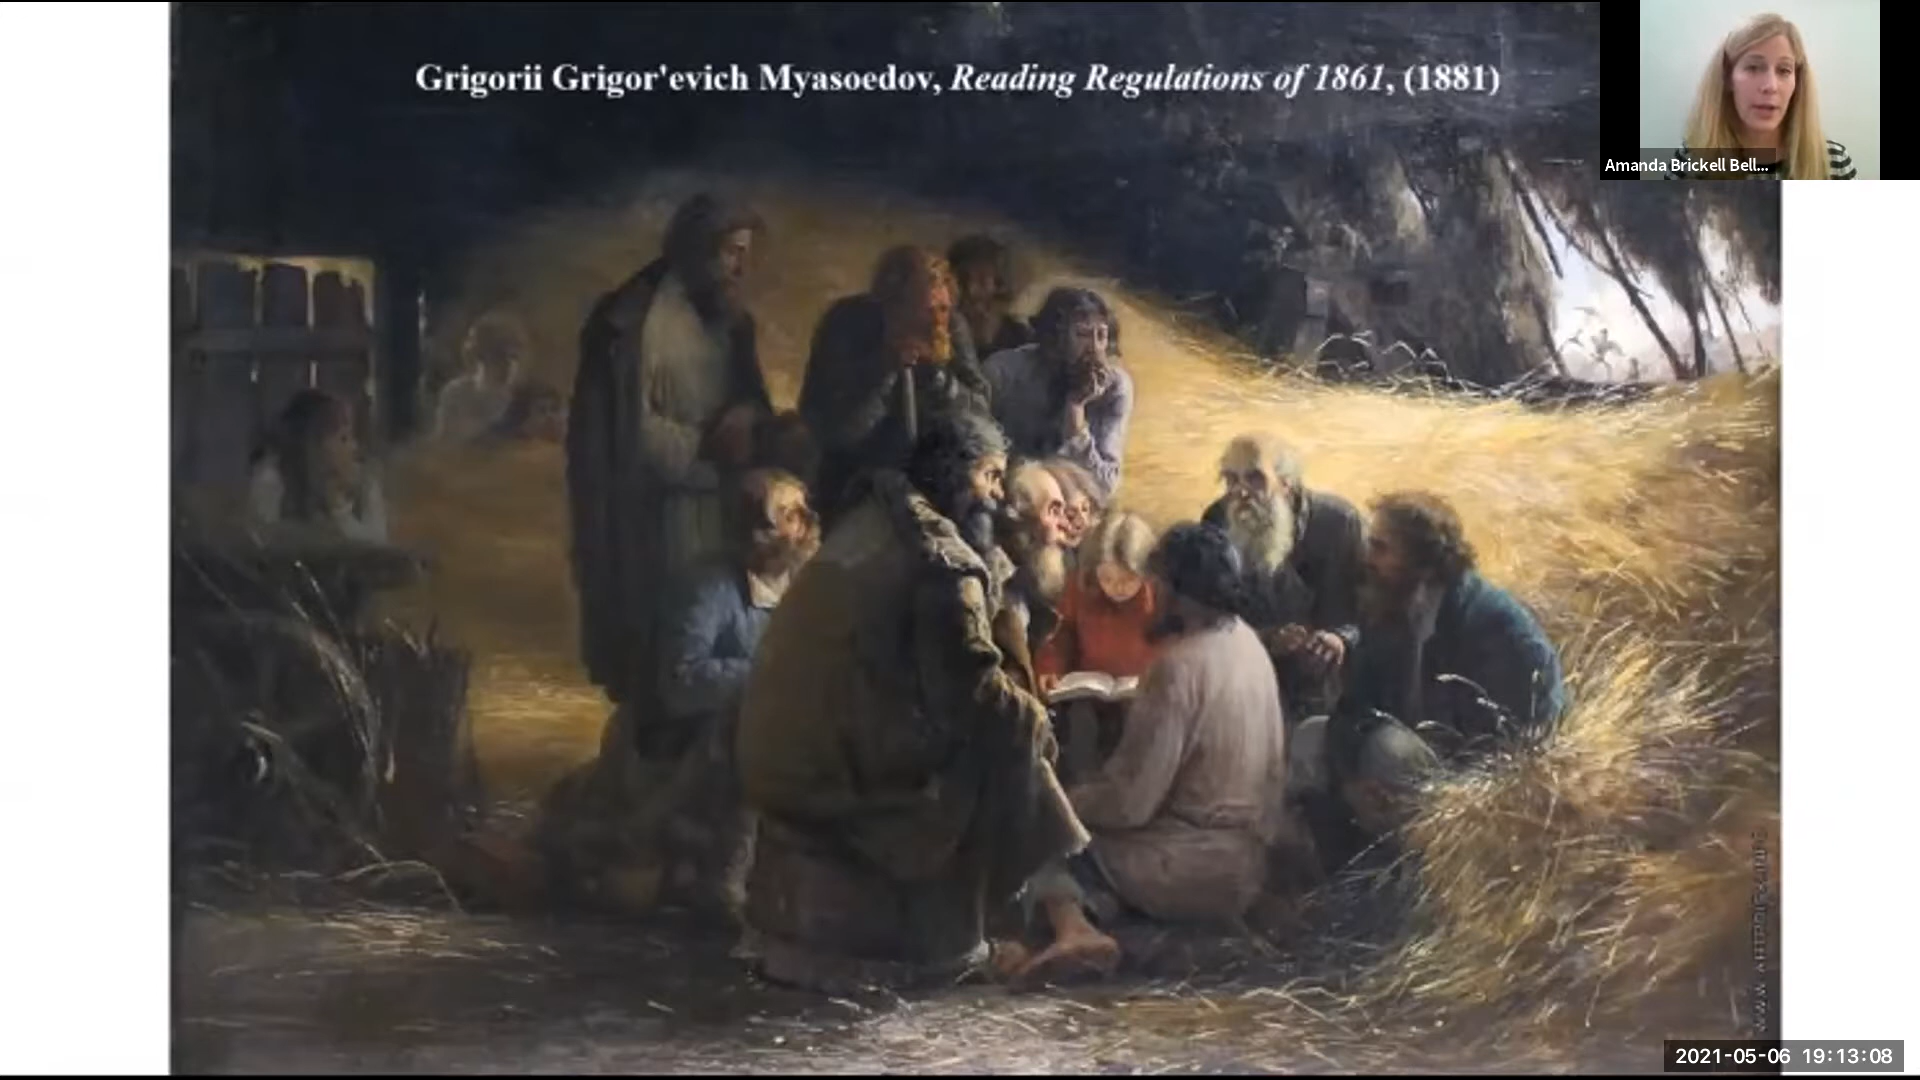 Grigorii Grigor'evich Myasoedov, Reading Regulations of 1861, (1881)
Amanda Brickell Bell...
2021-05-06 19:13:08